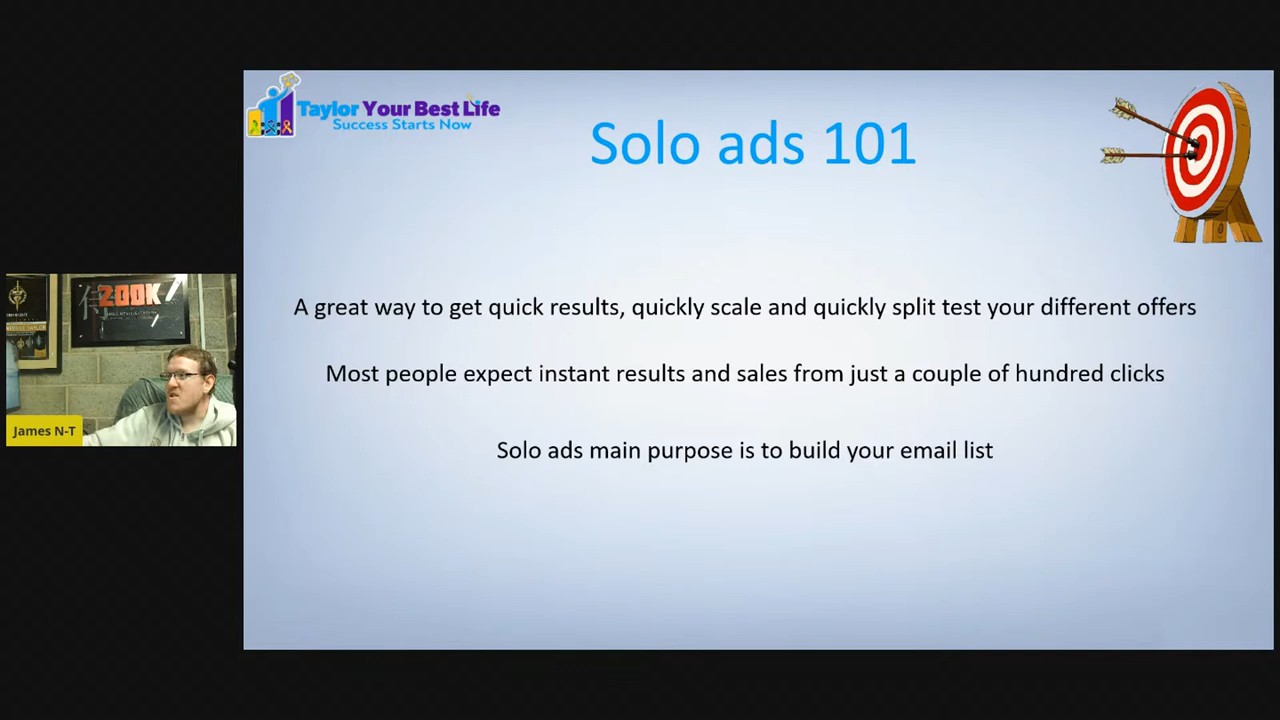 Taylor Your Best Life
Success Starts Now
Solo ads 101
A great way to get quick results, quickly scale and quickly split test your different offers
Most people expect instant results and sales from just a couple of hundred clicks
Solo ads main purpose is to build your email list
200K
James N-T